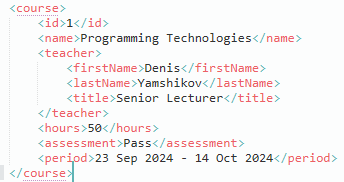 <course>
<id>1</id>
<name>Programming Technologies</name>
<teacher>
<firstName>Denis</firstName>
<lastName>Yamshikov</lastName>
<title>Senior Lecturer</title>
</teacher>
<hours>50</hours>
<assessment>Pass</assessment>
<period>23 Sep 2024 - 14 Oct 2024</period>
</course>